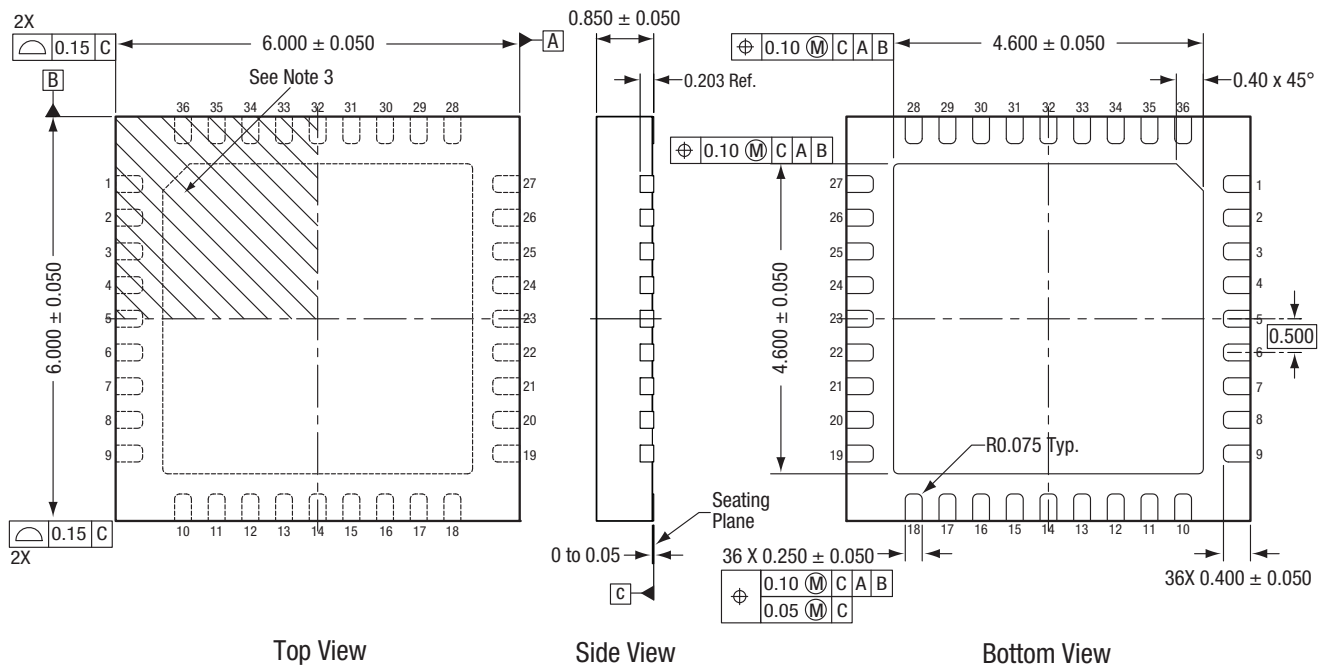 2X
0.15 C
6.000 ± 0.050
A
B
See Note 3
36 35 34 33 32 31 30 29 28
1
2
3
4
5
6
7
8
9
27
26
25
24
23
22
21
20
19
10 11 12 13 14 15 16 17 18
6.000 ± 0.050
0.15 C
2X
Top View
0.850 ± 0.050
0.203 Ref.
0.10 Ⓜ C A B
Seating
Plane
0 to 0.05
C
Side View
0.10 Ⓜ C A B
4.600 ± 0.050
0.40 x 45°
28 29 30 31 32 33 34 35 36
27
26
25
24
23
22
21
20
19
1
2
3
4
5
6
7
8
9
4.600 ± 0.050
0.500
R0.075 Typ.
18 17 16 15 14 13 12 11 10
36 X 0.250 ± 0.050
0.10 Ⓜ C A B
0.05 Ⓜ C
36X 0.400 ± 0.050
Bottom View